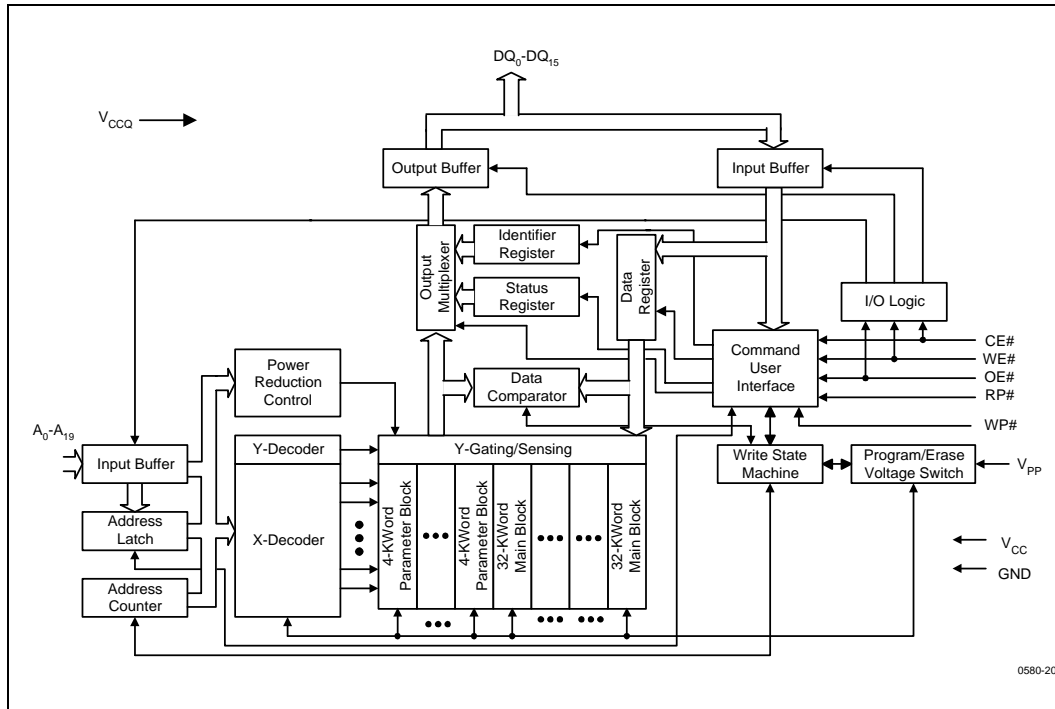 DQ₀-DQ₁₅
V_CCQ
Output Buffer
Input Buffer
Output
Multiplexer
Identifier
Register
Status
Register
Data
Register
I/O Logic
Command
User
Interface
CE#
WE#
OE#
RP#
WP#
Power
Reduction
Control
Data
Comparator
A₀-A₁₉
Input Buffer
Y-Decoder
Y-Gating/Sensing
Write State
Machine
Program/Erase
Voltage Switch
V_PP
Address
Latch
X-Decoder
4-KWord
Parameter Block
4-KWord
Parameter Block
32-KWord
Main Block
32-KWord
Main Block
Address
Counter
V_CC
GND
0580-20